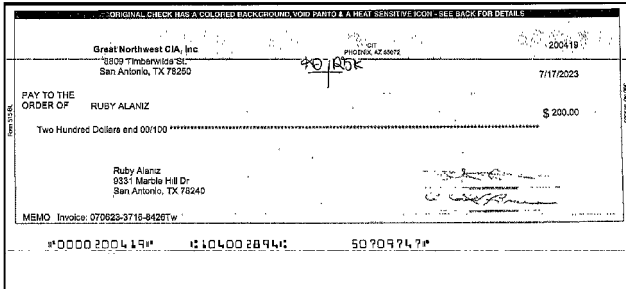 ORIGINAL CHECK HAS A COLORED BACKGROUND, VOID PANTO & A HEAT SENSITIVE ICON - SEE BACK FOR DETAILS
Great Northwest CIA, Inc
8809 Timberwilde St.
San Antonio, TX 78250
CIT
PHOENIX, AZ 85072
200419
7/17/2023
PAY TO THE
ORDER OF RUBY ALANIZ
$ 200.00
Two Hundred Dollars and 00/100 ****************************************
Ruby Alaniz
9331 Marble Hill Dr
San Antonio, TX 78240
MEMO Invoice: 070623-3716-8426Tw
⑈0000200419⑈ ⑆104002894⑆ 50709747⑈